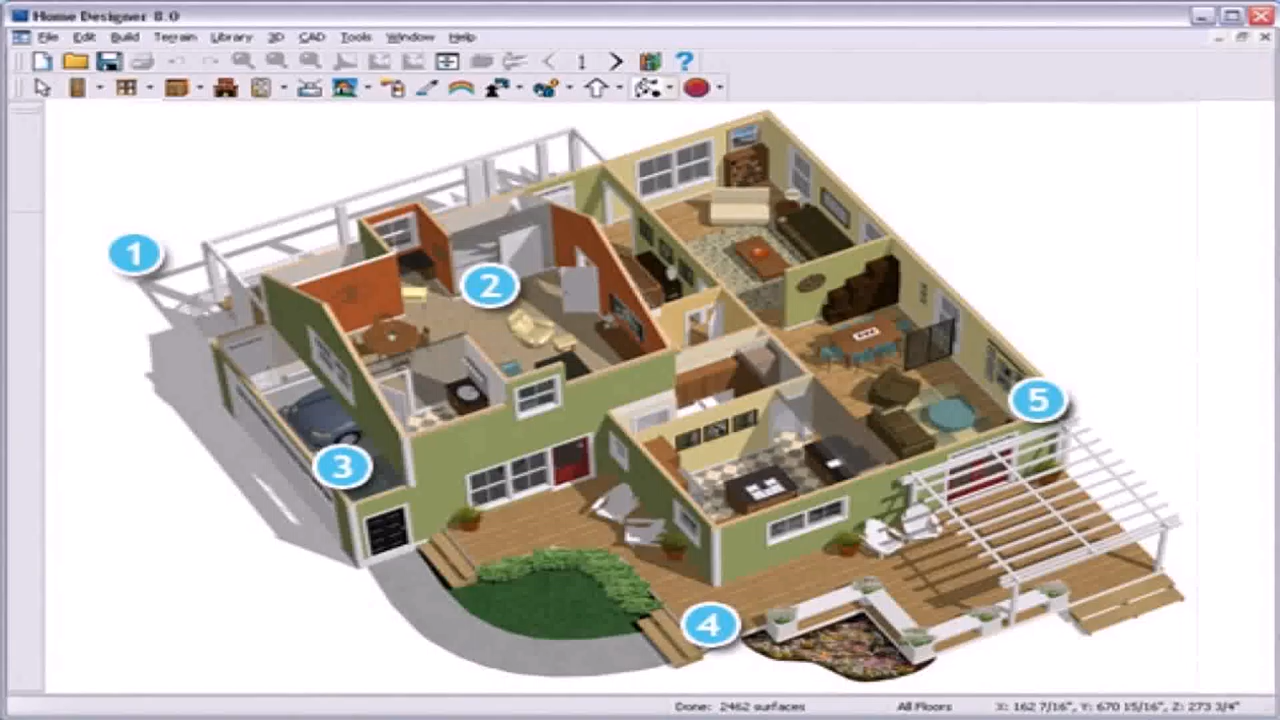 Home Designer 8.0
File Edit Build Terrain Library 3D CAD Tools Window Help
1
1
2
5
3
4
Done: 2462 surfaces All Floors X: 162 7/16", Y: 670 15/16", Z: 273 3/4"